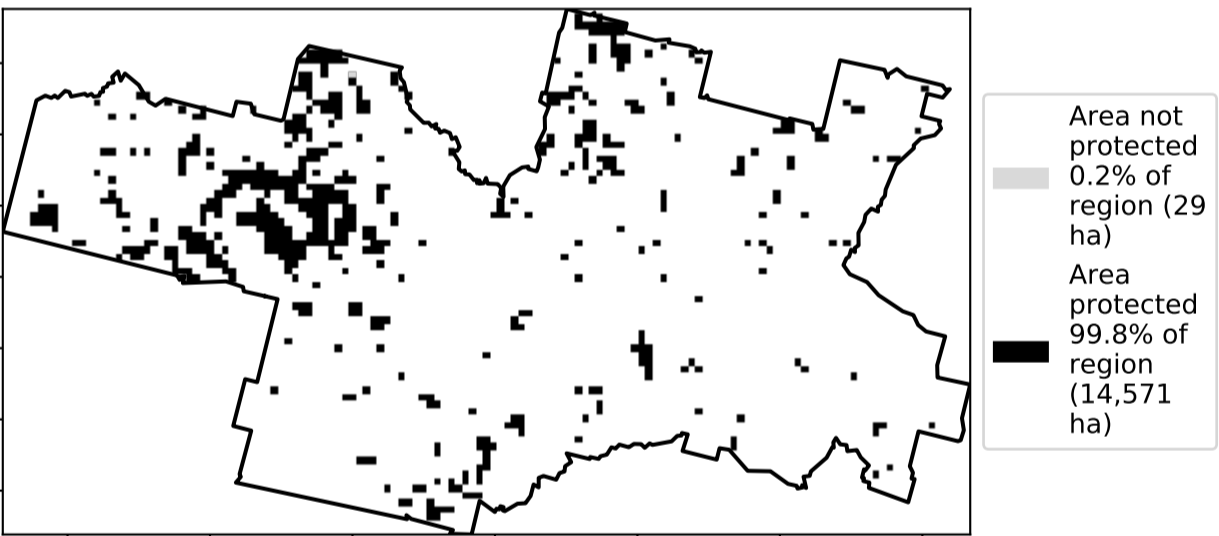 Area not
protected
0.2% of
region (29
ha)
Area
protected
99.8% of
region
(14,571
ha)